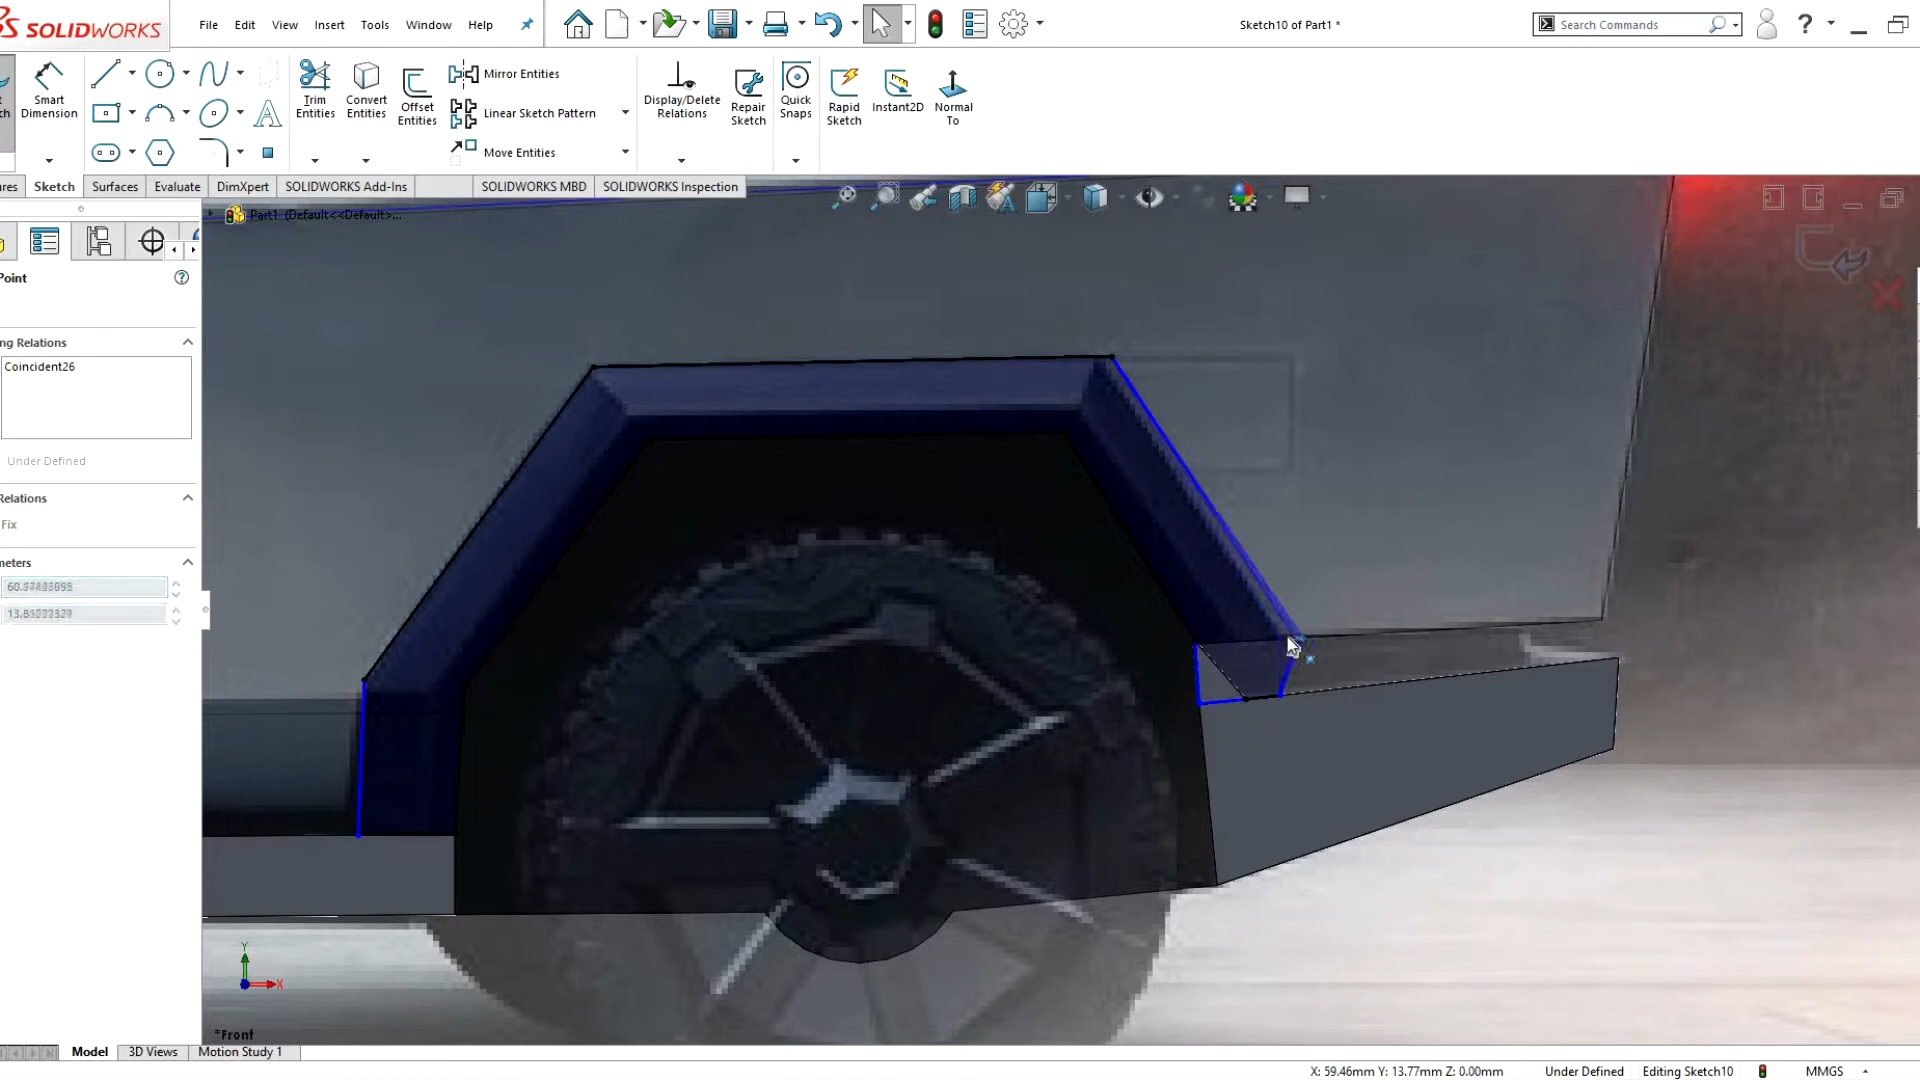 SOLIDWORKS
File Edit View Insert Tools Window Help
Sketch10 of Part1 *
Search Commands
?
Smart Dimension
Trim Entities
Convert Entities
Offset Entities
Mirror Entities
Linear Sketch Pattern
Move Entities
Display/Delete Relations
Repair Sketch
Quick Snaps
Rapid Sketch
Instant2D
Normal To
res Sketch Surfaces Evaluate DimXpert SOLIDWORKS Add-Ins SOLIDWORKS MBD SOLIDWORKS Inspection
Part1 (Default<<Default>...
Point
ng Relations
Coincident26
Under Defined
Relations
Fix
meters
Y
X
*Front
Model 3D Views Motion Study 1
X: 59.46mm Y: 13.77mm Z: 0.00mm Under Defined Editing Sketch10 MMGS